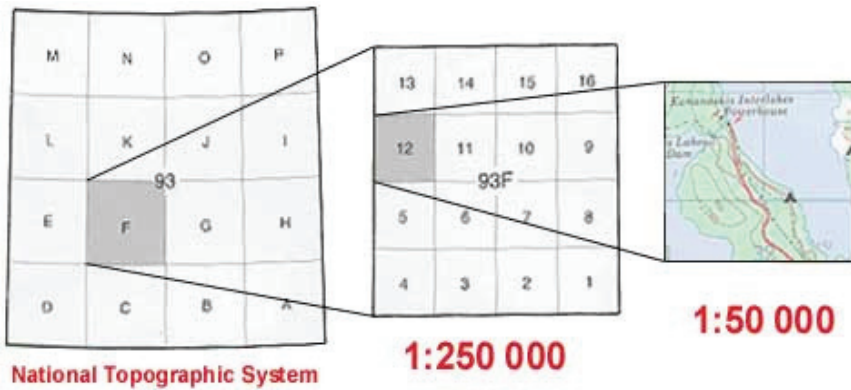 M N O P
L K J I
93
E F G H
D C B A
National Topographic System
13 14 15 16
12 11 10 9
93F
5 6 7 8
4 3 2 1
1:250 000
Kananaskis Interlakes
Powerhouse
Dam
1:50 000